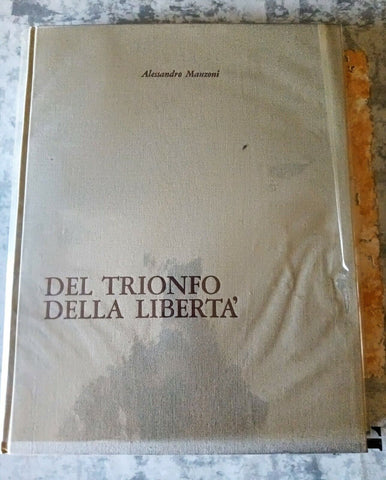 Alessandro Manzoni
DEL TRIONFO
DELLA LIBERTA'